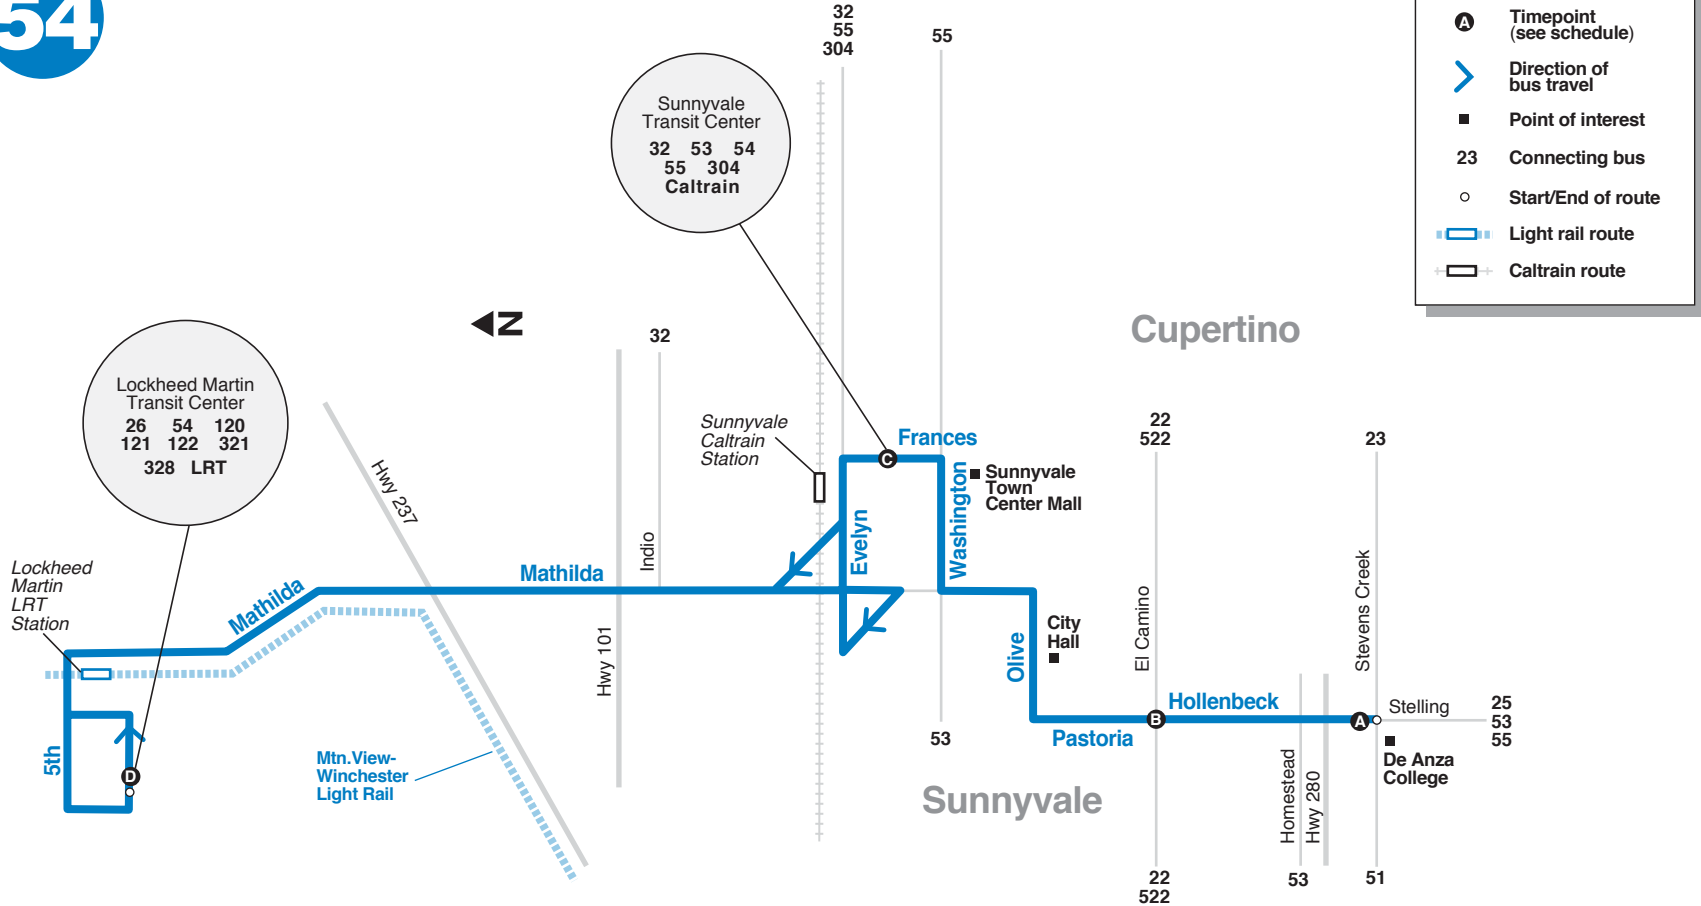 54
32
55
304
55
Timepoint
(see schedule)
A
Direction of
bus travel
Point of interest
23 Connecting bus
Start/End of route
Light rail route
Caltrain route
Sunnyvale
Transit Center
32 53 54
55 304
Caltrain
N
32
Cupertino
Lockheed Martin
Transit Center
26 54 120
121 122 321
328 LRT
Sunnyvale
Caltrain
Station
22
522
23
Frances
C
Sunnyvale
Town
Center Mall
Washington
Evelyn
Hwy 237
Indio
Mathilda
Mathilda
Lockheed
Martin
LRT
Station
Hwy 101
City
Hall
Olive
El Camino
Stevens Creek
Hollenbeck
B
A
Stelling
25
53
55
Pastoria
53
De Anza
College
5th
D
Mtn.View-
Winchester
Light Rail
Sunnyvale
Homestead
Hwy 280
22
522
53
51